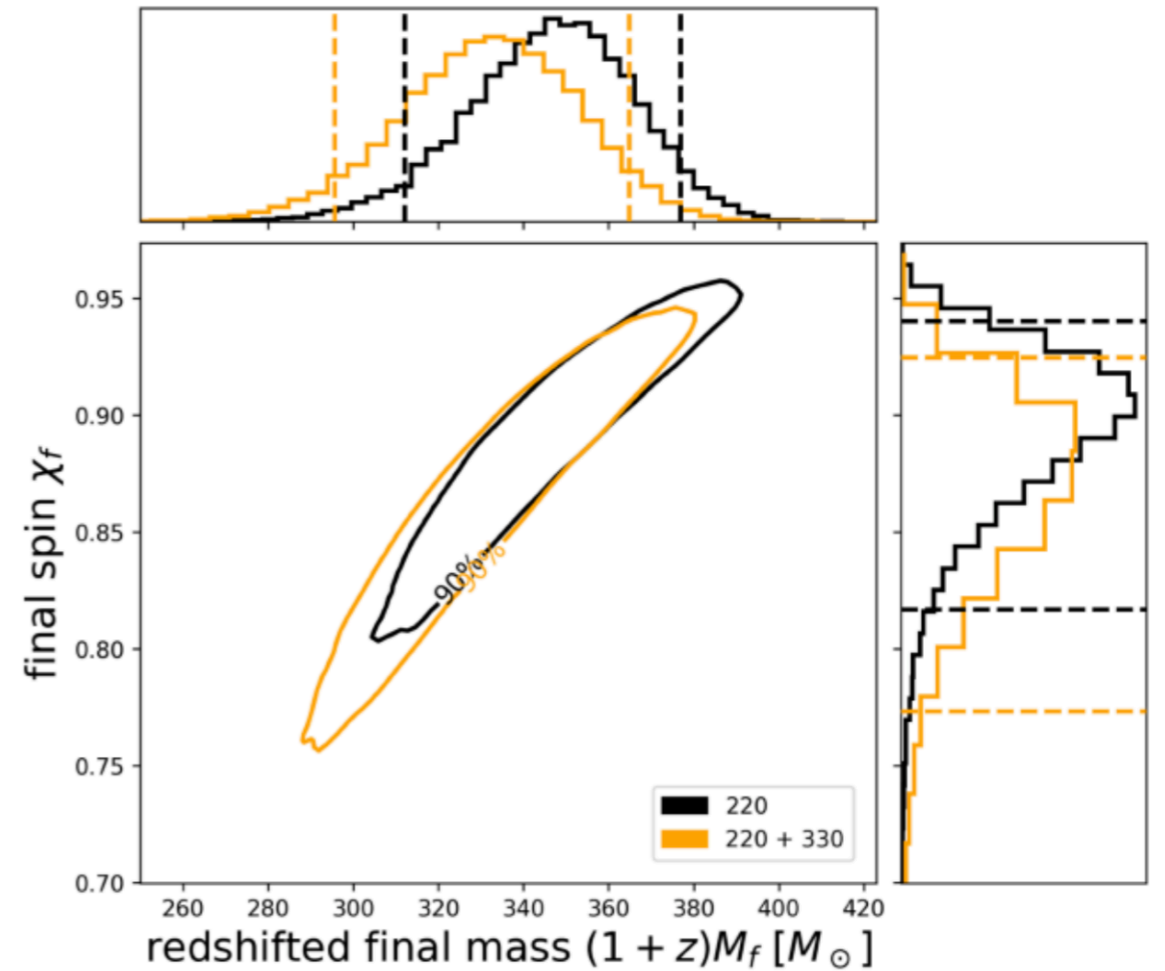 0.95
0.90
0.85
0.80
0.75
0.70
final spin χ_f
90%
90%
220
220 + 330
260 280 300 320 340 360 380 400 420
redshifted final mass (1 + z)M_f [M_⊙]